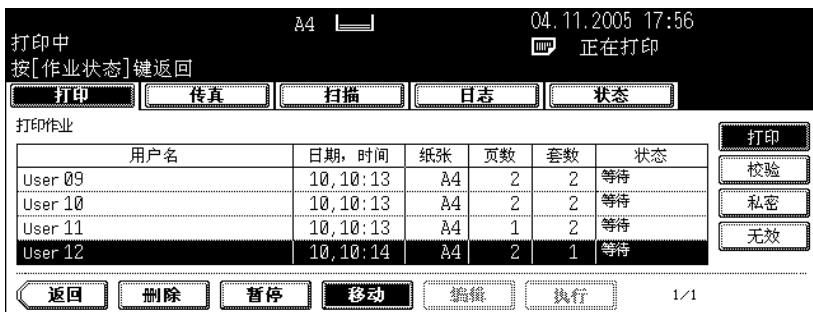 A4 04.11.2005 17:56
打印中 正在打印
按[作业状态]键返回
打印 传真 扫描 日志 状态
打印作业
打印
用户名 日期，时间 纸张 页数 套数 状态
校验
User 09 10,10:13 A4 2 2 等待
User 10 10,10:13 A4 2 2 等待
私密
User 11 10,10:13 A4 1 2 等待
无效
User 12 10,10:14 A4 2 1 等待
返回 删除 暂停 移动 编辑 执行 1/1